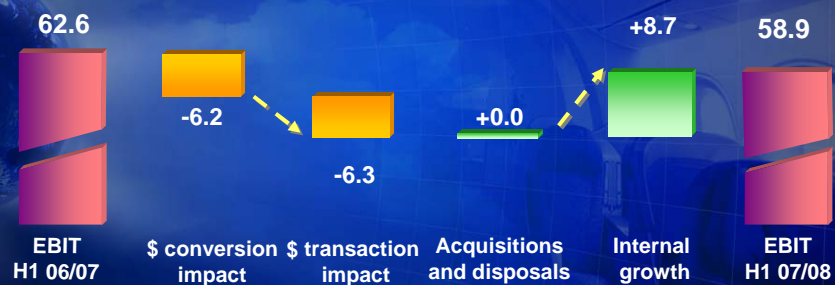 62.6
-6.2
-6.3
+0.0
+8.7
58.9
EBIT
H1 06/07
$ conversion
impact
$ transaction
impact
Acquisitions
and disposals
Internal
growth
EBIT
H1 07/08